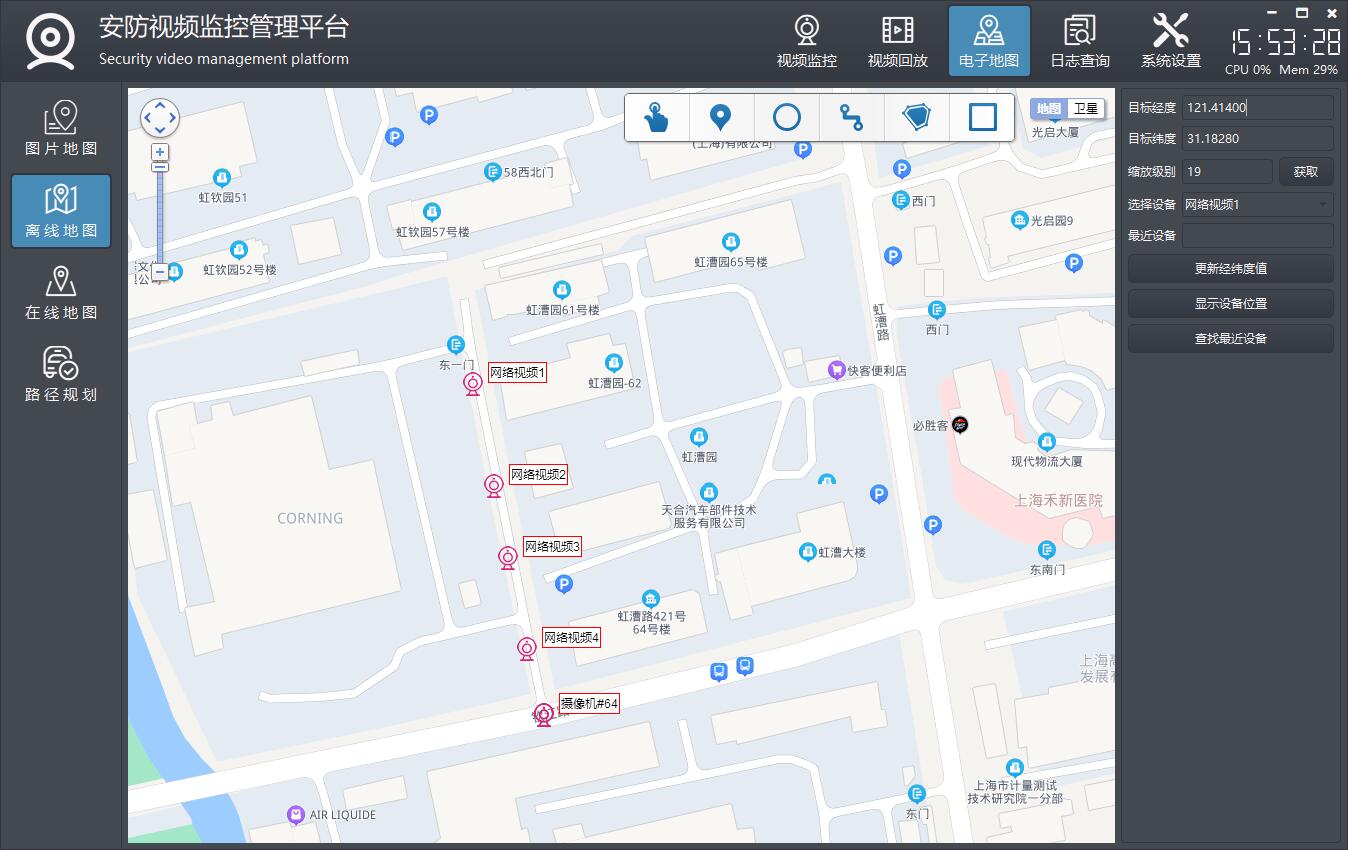 安防视频监控管理平台
Security video management platform
视频监控
视频回放
电子地图
日志查询
系统设置
15:53:28
CPU 0% Mem 29%
图片地图
离线地图
在线地图
路径规划
地图
卫星
光启大厦
(上海)有限公司
58西北门
西门
虹钦园51
虹钦园57号楼
光启园9
虹钦园52号楼
限公司
虹漕园65号楼
虹漕园61号楼
虹漕路
西门
东一门
网络视频1
虹漕园-62
快客便利店
必胜客
虹漕园
现代物流大厦
网络视频2
CORNING
天合汽车部件技术
服务有限公司
上海禾新医院
网络视频3
虹漕大楼
东南门
虹漕路421号
64号楼
网络视频4
上海高
发展有
摄像机#64
上海市计量测试
技术研究院一分部
AIR LIQUIDE
东门
目标经度
121.41400
目标纬度
31.18280
缩放级别
19
获取
选择设备
网络视频1
最近设备
更新经纬度值
显示设备位置
查找最近设备